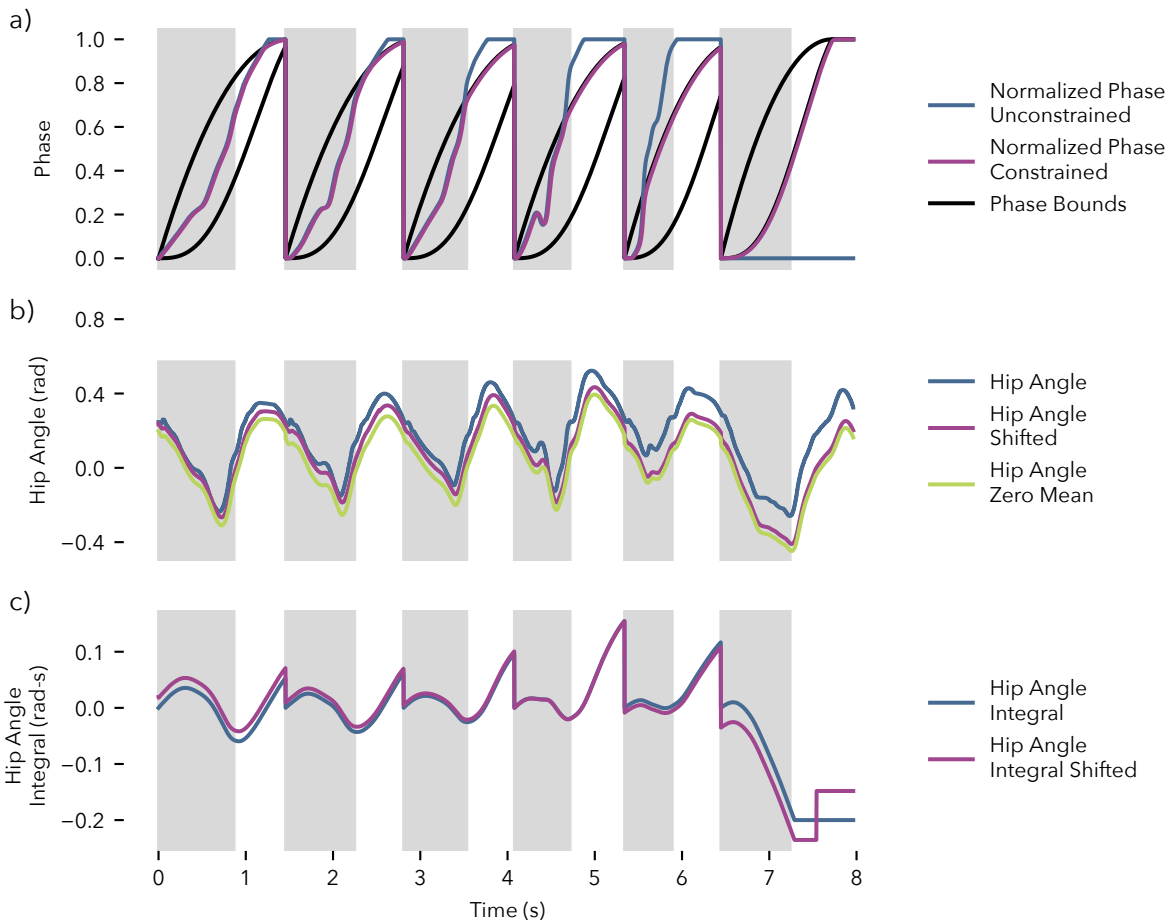 a)
1.0
0.8
0.6
0.4
0.2
0.0
Phase
Normalized Phase
Unconstrained
Normalized Phase
Constrained
Phase Bounds
b)
0.8
0.4
0.0
−0.4
Hip Angle (rad)
Hip Angle
Hip Angle
Shifted
Hip Angle
Zero Mean
c)
0.1
0.0
−0.1
−0.2
Hip Angle
Integral (rad-s)
Hip Angle
Integral
Hip Angle
Integral Shifted
0 1 2 3 4 5 6 7 8
Time (s)